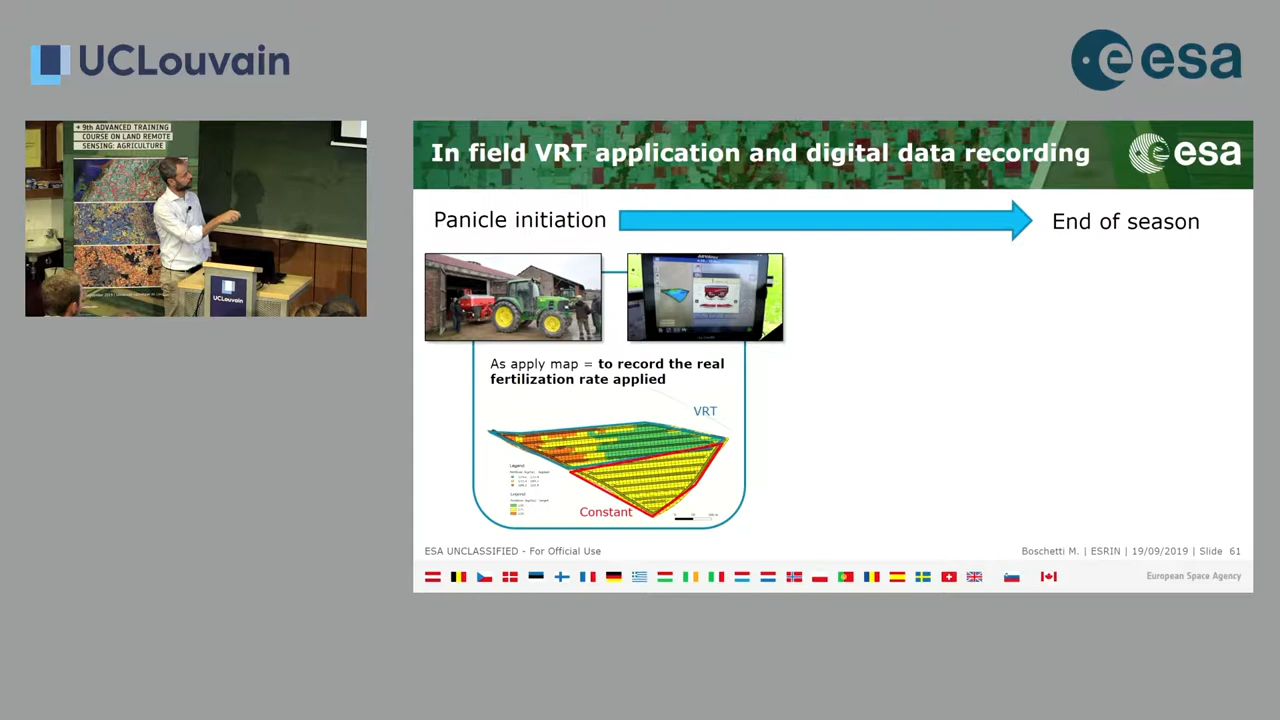 UCLouvain
esa
+ 9th ADVANCED TRAINING
COURSE ON LAND REMOTE
SENSING: AGRICULTURE
UCLouvain
In field VRT application and digital data recording
esa
Panicle initiation
End of season
As apply map = to record the real
fertilization rate applied
VRT
Legend
Legend
Constant
ESA UNCLASSIFIED - For Official Use
Boschetti M. | ESRIN | 19/09/2019 | Slide 61
European Space Agency